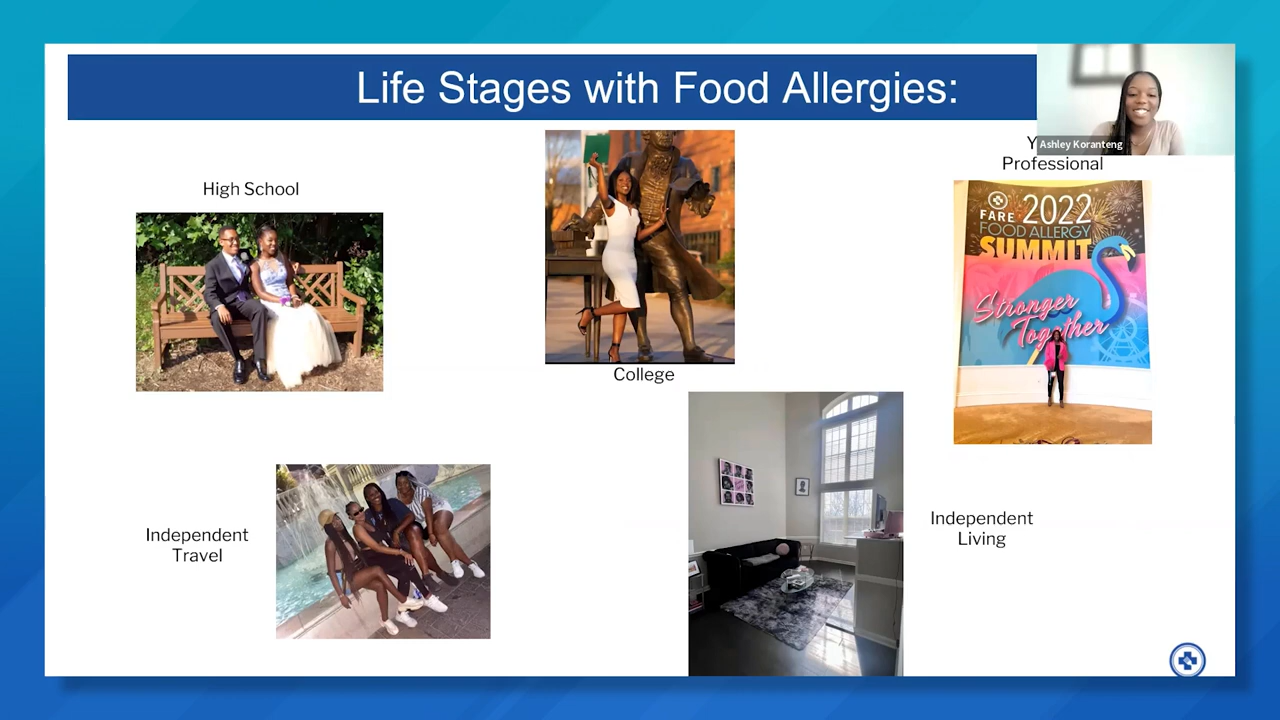 Life Stages with Food Allergies:
Ashley Koranteng
High School
Professional
FARE 2022
FOOD ALLERGY
SUMMIT
Stronger
Together
College
Independent
Travel
Independent
Living